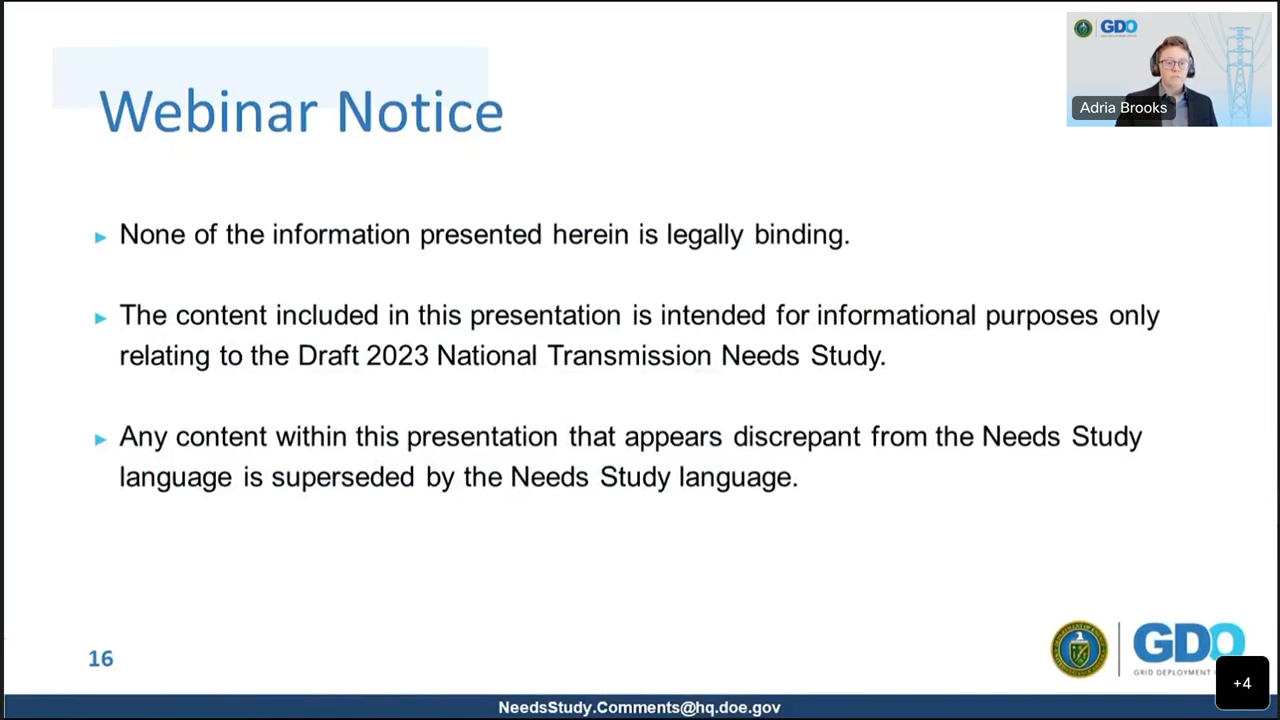 GDO
Adria Brooks
Webinar Notice
None of the information presented herein is legally binding.
The content included in this presentation is intended for informational purposes only
relating to the Draft 2023 National Transmission Needs Study.
Any content within this presentation that appears discrepant from the Needs Study
language is superseded by the Needs Study language.
16
GDO
GRID DEPLOYMENT
+4
NeedsStudy.Comments@hq.doe.gov